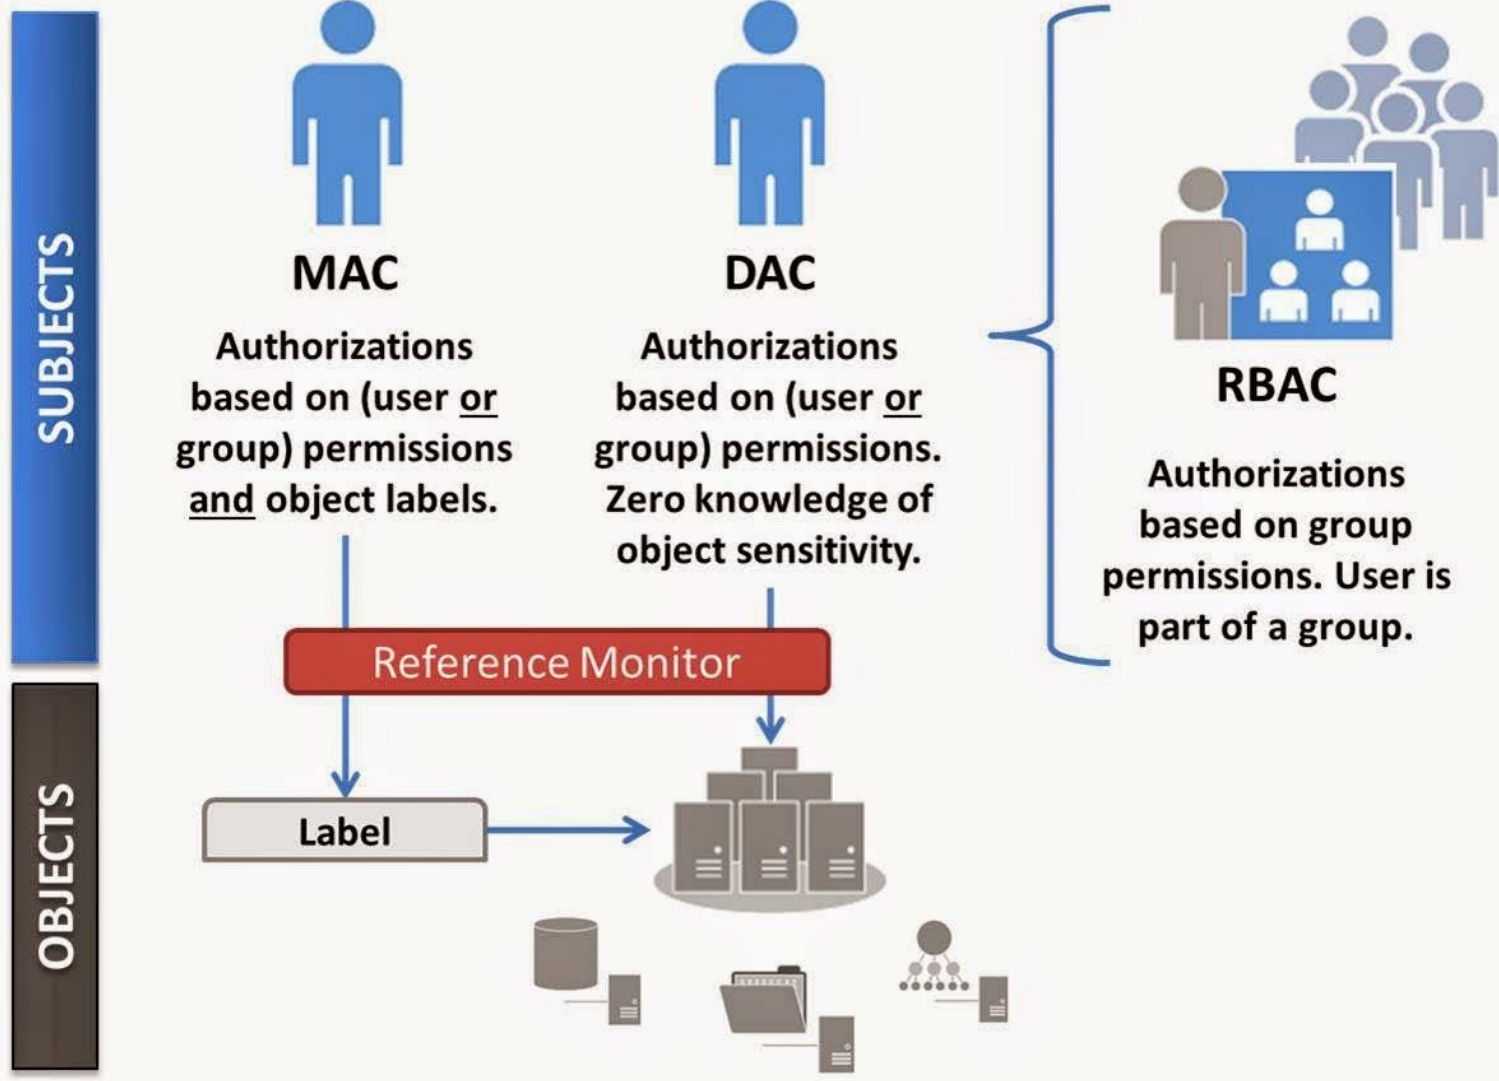 SUBJECTS
MAC
Authorizations
based on (user or
group) permissions
and object labels.
DAC
Authorizations
based on (user or
group) permissions.
Zero knowledge of
object sensitivity.
RBAC
Authorizations
based on group
permissions. User is
part of a group.
Reference Monitor
OBJECTS
Label